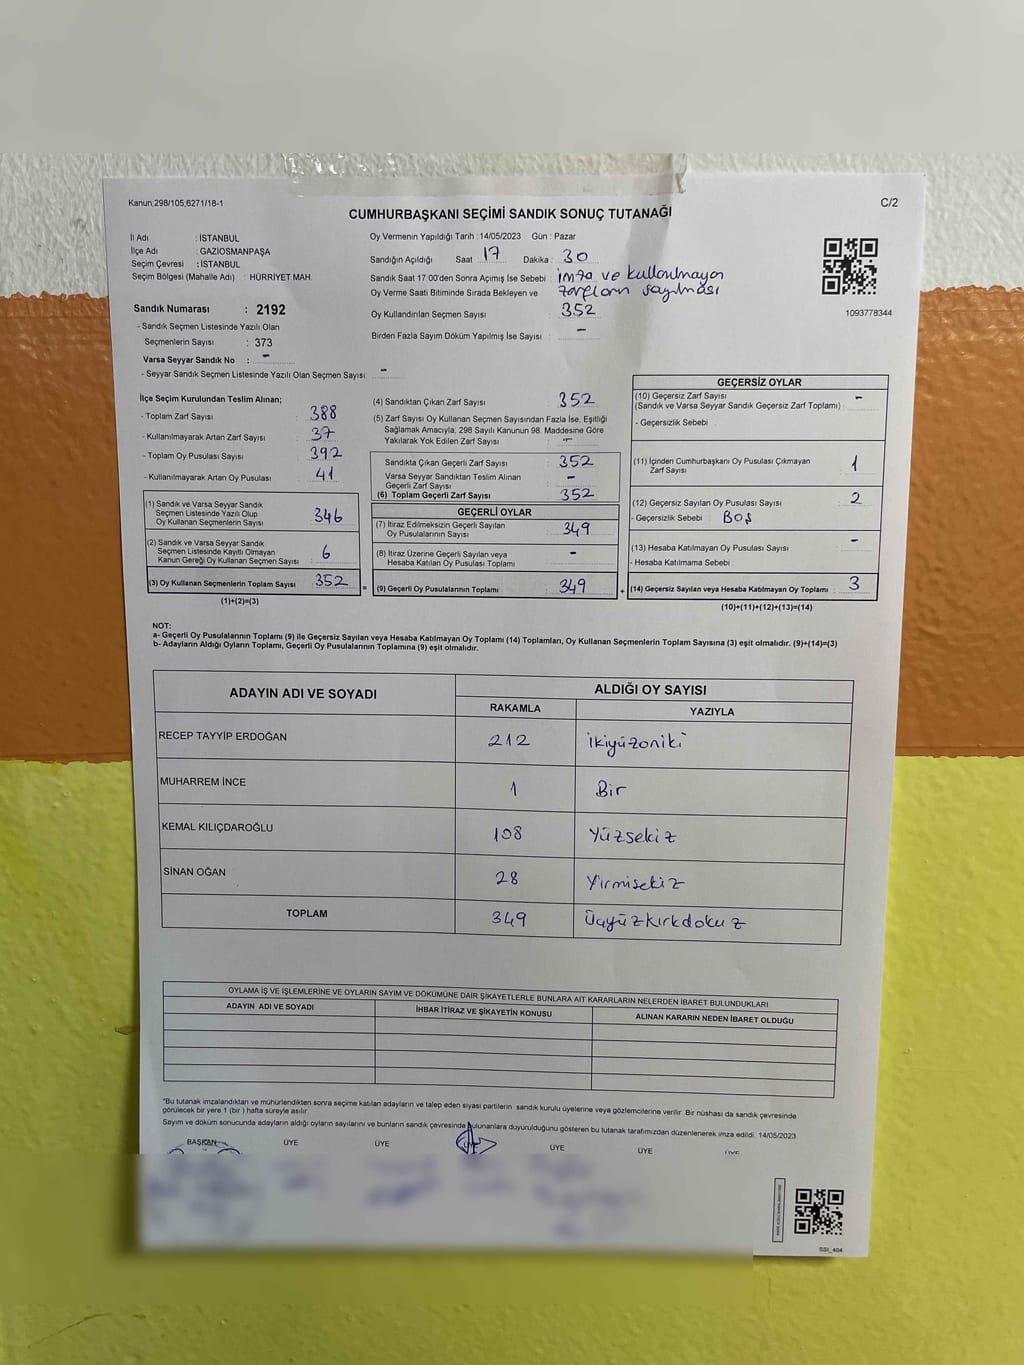 Kanun;298/105,6271/18-1
C/2
CUMHURBAŞKANI SEÇİMİ SANDIK SONUÇ TUTANAĞI
İl Adı : İSTANBUL
İlçe Adı : GAZİOSMANPAŞA
Seçim Çevresi : İSTANBUL
Seçim Bölgesi (Mahalle Adı) : HÜRRİYET MAH.
Sandık Numarası : 2192
- Sandık Seçmen Listesinde Yazılı Olan
Seçmenlerin Sayısı : 373
Varsa Seyyar Sandık No : -
- Seyyar Sandık Seçmen Listesinde Yazılı Olan Seçmen Sayısı: -
Oy Vermenin Yapıldığı Tarih :14/05/2023 Gün : Pazar
Sandığın Açıldığı Saat 17 Dakika : 30
Sandık Saat 17:00'den Sonra Açımış İse Sebebi : imza ve kullanılmayan
Oy Verme Saati Bitiminde Sırada Bekleyen ve zarfların sayılması
Oy Kullandırılan Seçmen Sayısı : 352
Birden Fazla Sayım Döküm Yapılmış İse Sayısı : -
1093778344
İlçe Seçim Kurulundan Teslim Alınan;
- Toplam Zarf Sayısı : 388
- Kullanılmayarak Artan Zarf Sayısı : 37
- Toplam Oy Pusulası Sayısı : 392
- Kullanılmayarak Artan Oy Pusulası : 41
(1) Sandık ve Varsa Seyyar Sandık
Seçmen Listesinde Yazılı Olup
Oy Kullanan Seçmenlerin Sayısı : 346
(2) Sandık ve Varsa Seyyar Sandık
Seçmen Listesinde Kayıtlı Olmayan
Kanun Gereği Oy Kullanan Seçmen Sayısı : 6
(3) Oy Kullanan Seçmenlerin Toplam Sayısı : 352
(1)+(2)=(3)
(4) Sandıktan Çıkan Zarf Sayısı : 352
(5) Zarf Sayısı Oy Kullanan Seçmen Sayısından Fazla İse, Eşitliği
Sağlamak Amacıyla, 298 Sayılı Kanunun 98. Maddesine Göre
Yakılarak Yok Edilen Zarf Sayısı : -
Sandıkta Çıkan Geçerli Zarf Sayısı : 352
Varsa Seyyar Sandıktan Teslim Alınan
Geçerli Zarf Sayısı : -
(6) Toplam Geçerli Zarf Sayısı : 352
GEÇERLİ OYLAR
(7) İtiraz Edilmeksizin Geçerli Sayılan
Oy Pusulalarının Sayısı : 349
(8) İtiraz Üzerine Geçerli Sayılan veya
Hesaba Katılan Oy Pusulası Toplamı : -
= (9) Geçerli Oy Pusulalarının Toplamı : 349 +
GEÇERSİZ OYLAR
(10) Geçersiz Zarf Sayısı
(Sandık ve Varsa Seyyar Sandık Geçersiz Zarf Toplamı) : -
- Geçersizlik Sebebi :
(11) İçinden Cumhurbaşkanı Oy Pusulası Çıkmayan
Zarf Sayısı : 1
(12) Geçersiz Sayılan Oy Pusulası Sayısı : 2
- Geçersizlik Sebebi : BOŞ
(13) Hesaba Katılmayan Oy Pusulası Sayısı : -
- Hesaba Katılmama Sebebi :
(14) Geçersiz Sayılan veya Hesaba Katılmayan Oy Toplamı : 3
(10)+(11)+(12)+(13)=(14)
NOT:
a- Geçerli Oy Pusulalarının Toplamı (9) ile Geçersiz Sayılan veya Hesaba Katılmayan Oy Toplamı (14) Toplamları, Oy Kullanan Seçmenlerin Toplam Sayısına (3) eşit olmalıdır. (9)+(14)=(3)
b- Adayların Aldığı Oyların Toplamı, Geçerli Oy Pusulalarının Toplamına (9) eşit olmalıdır.
ADAYIN ADI VE SOYADI ALDIĞI OY SAYISI
RAKAMLA YAZIYLA
RECEP TAYYİP ERDOĞAN 212 ikiyüzoniki
MUHARREM İNCE 1 Bir
KEMAL KILIÇDAROĞLU 108 Yüzsekiz
SİNAN OĞAN 28 Yirmisekiz
TOPLAM 349 Üçyüzkırkdokuz
OYLAMA İŞ VE İŞLEMLERİNE VE OYLARIN SAYIM VE DÖKÜMÜNE DAİR ŞİKAYETLERLE BUNLARA AİT KARARLARIN NELERDEN İBARET BULUNDUKLARI
ADAYIN ADI VE SOYADI İHBAR İTİRAZ VE ŞİKAYETİN KONUSU ALINAN KARARIN NEDEN İBARET OLDUĞU
*Bu tutanak imzalandıktan ve mühürlendikten sonra seçime katılan adayların ve talep eden siyasi partilerin sandık kurulu üyelerine veya gözlemcilerine verilir. Bir nüshası da sandık çevresinde
görülecek bir yere 1 (bir ) hafta süreyle asılır.
Sayım ve döküm sonucunda adayların aldığı oyların sayılarını ve bunların sandık çevresinde bulunanlara duyurulduğunu gösteren bu tutanak tarafımızdan düzenlenerek imza edildi. 14/05/2023
BAŞKAN ÜYE ÜYE ÜYE ÜYE ÜYE ÜYE
SSI_404